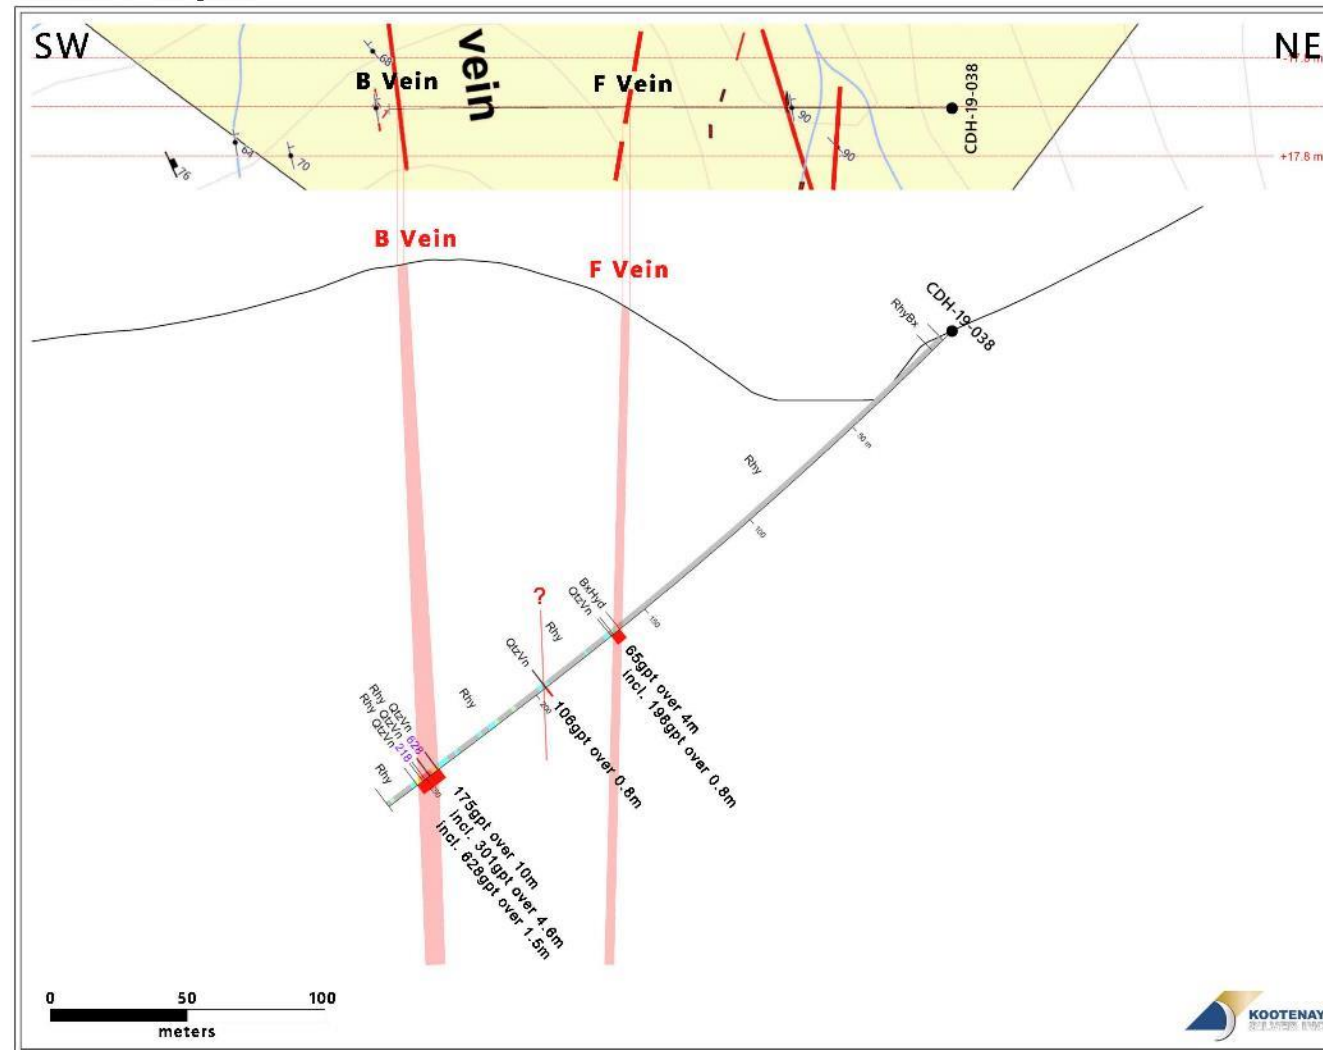 SW
NE
vein
B Vein
F Vein
CDH-19-038
68
64
70
76
90
90
-17.8 m
+17.8 m
B Vein
F Vein
CDH-19-038
RhyBx
50 m
Rhy
100
150
BxHyd
QtzVn
?
Rhy
QtzVn
200
65gpt over 4m
incl. 198gpt over 0.8m
106gpt over 0.8m
Rhy
Rhy QtzVn 628
QtzVn
Rhy QtzVn 218
Rhy
175gpt over 10m
incl. 301gpt over 4.6m
incl. 628gpt over 1.5m
0 50 100
meters
KOOTENAY